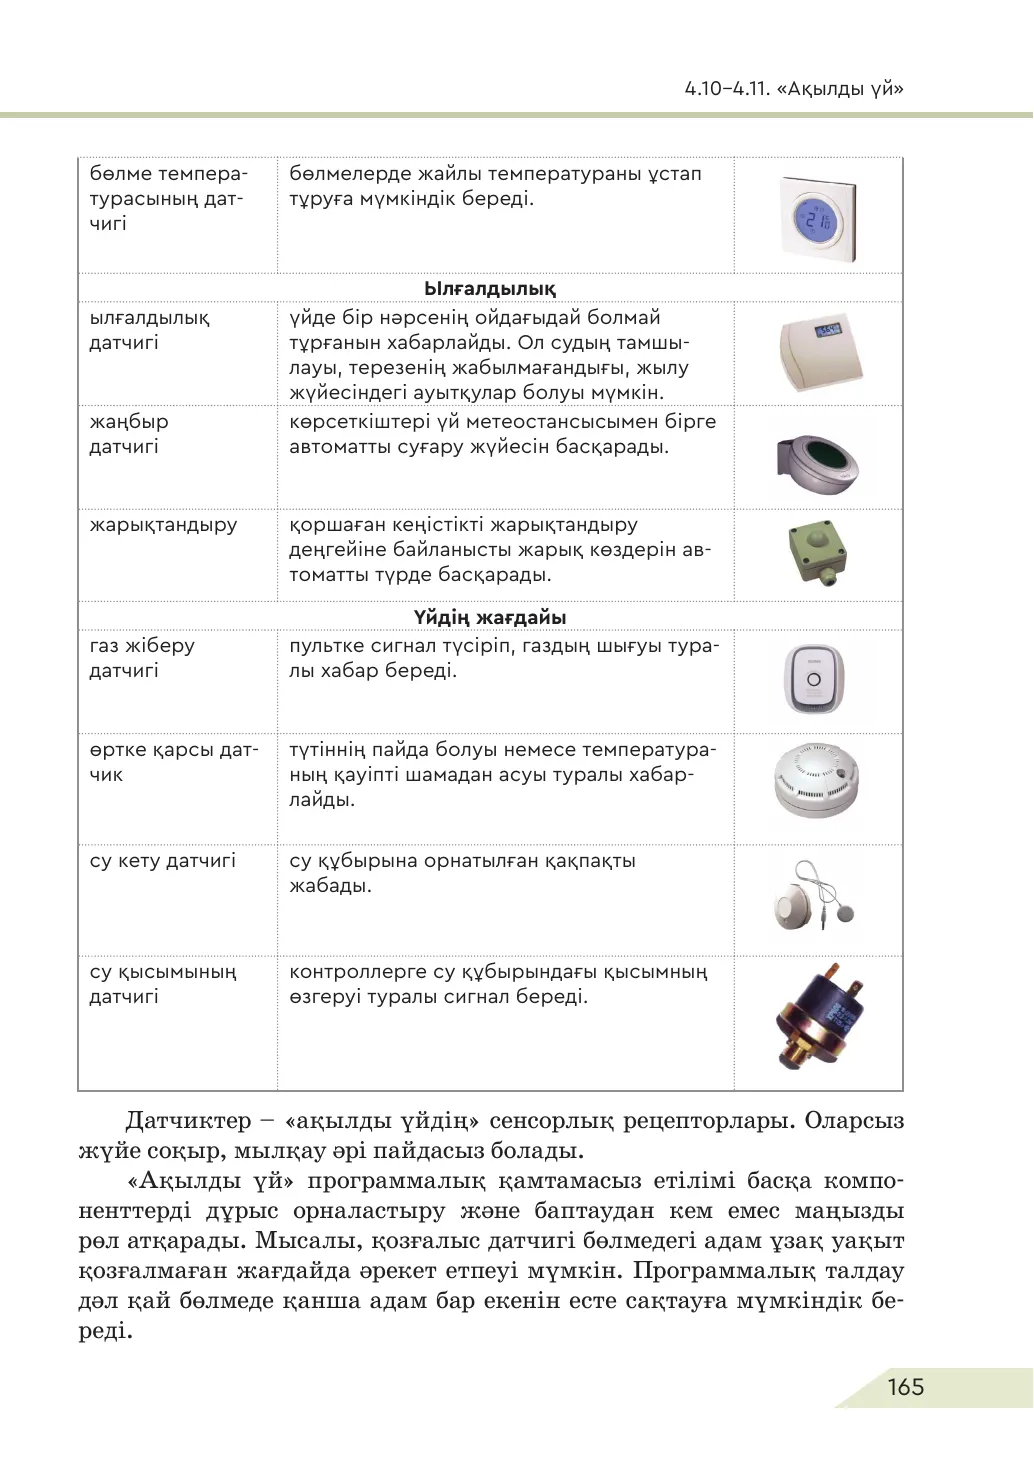 4.10–4.11. «Ақылды үй»
бөлме темпера-
турасының дат-
чигі
бөлмелерде жайлы температураны ұстап
тұруға мүмкіндік береді.
Ылғалдылық
ылғалдылық
датчигі
үйде бір нәрсенің ойдағыдай болмай
тұрғанын хабарлайды. Ол судың тамшы-
лауы, терезенің жабылмағандығы, жылу
жүйесіндегі ауытқулар болуы мүмкін.
жаңбыр
датчигі
көрсеткіштері үй метеостансысымен бірге
автоматты суғару жүйесін басқарады.
жарықтандыру
қоршаған кеңістікті жарықтандыру
деңгейіне байланысты жарық көздерін ав-
томатты түрде басқарады.
Үйдің жағдайы
газ жіберу
датчигі
пультке сигнал түсіріп, газдың шығуы тура-
лы хабар береді.
өртке қарсы дат-
чик
түтіннің пайда болуы немесе температура-
ның қауіпті шамадан асуы туралы хабар-
лайды.
су кету датчигі
су құбырына орнатылған қақпақты
жабады.
су қысымының
датчигі
контроллерге су құбырындағы қысымның
өзгеруі туралы сигнал береді.
Датчиктер – «ақылды үйдің» сенсорлық рецепторлары. Оларсыз
жүйе соқыр, мылқау әрі пайдасыз болады.
«Ақылды үй» программалық қамтамасыз етілімі басқа компо-
ненттерді дұрыс орналастыру және баптаудан кем емес маңызды
рөл атқарады. Мысалы, қозғалыс датчигі бөлмедегі адам ұзақ уақыт
қозғалмаған жағдайда әрекет етпеуі мүмкін. Программалық талдау
дәл қай бөлмеде қанша адам бар екенін есте сақтауға мүмкіндік бе-
реді.
165